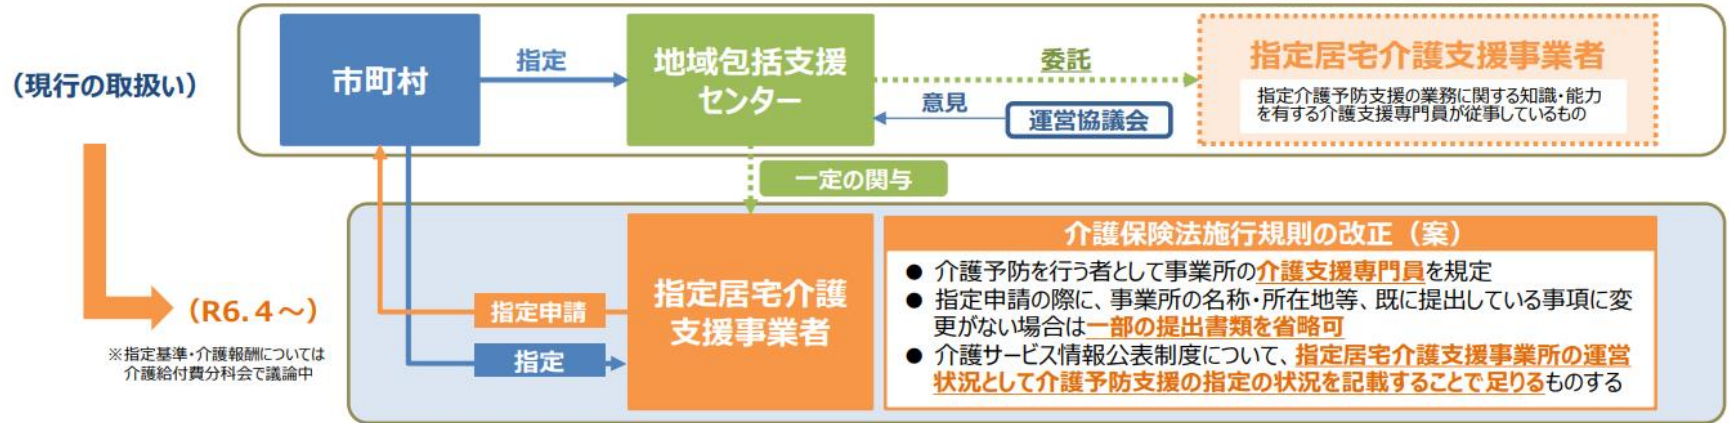 （現行の取扱い）
市町村
指定
地域包括支援
センター
委託
意見
運営協議会
指定居宅介護支援事業者
指定介護予防支援の業務に関する知識・能力
を有する介護支援専門員が従事しているもの
一定の関与
（R6.４～）
※指定基準・介護報酬については
介護給付費分科会で議論中
指定申請
指定
指定居宅介護
支援事業者
介護保険法施行規則の改正（案）
● 介護予防を行う者として事業所の介護支援専門員を規定
● 指定申請の際に、事業所の名称・所在地等、既に提出している事項に変
更がない場合は一部の提出書類を省略可
● 介護サービス情報公表制度について、指定居宅介護支援事業所の運営
状況として介護予防支援の指定の状況を記載することで足りるものする